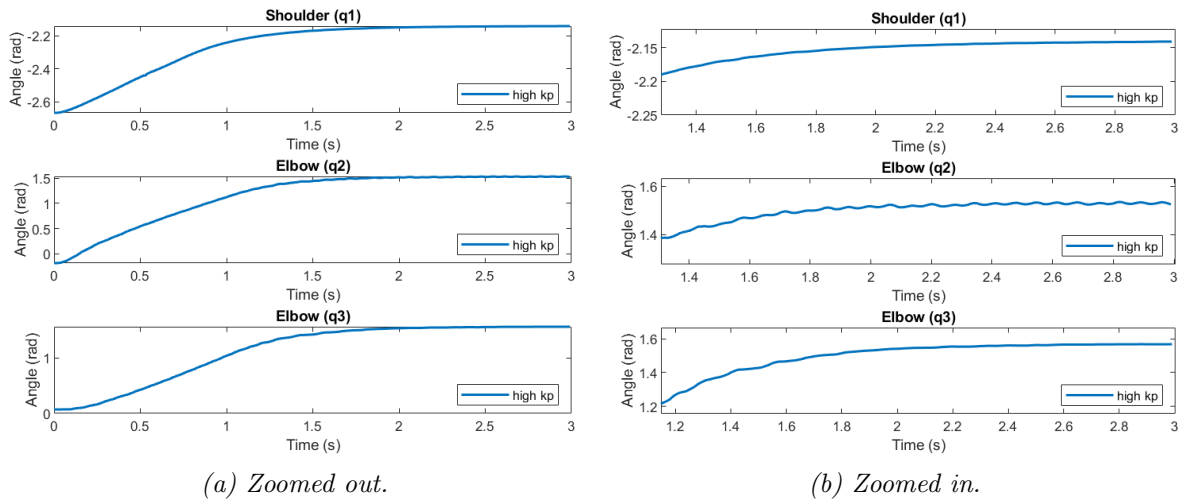 Shoulder (q1)
-2.2
-2.4
-2.6
Angle (rad)
high kp
0 0.5 1 1.5 2 2.5 3
Time (s)
Elbow (q2)
1.5
1
0.5
0
Angle (rad)
high kp
0 0.5 1 1.5 2 2.5 3
Time (s)
Elbow (q3)
1
0
Angle (rad)
high kp
0 0.5 1 1.5 2 2.5 3
Time (s)
(a) Zoomed out.
Shoulder (q1)
-2.15
-2.2
-2.25
Angle (rad)
high kp
1.4 1.6 1.8 2 2.2 2.4 2.6 2.8 3
Time (s)
Elbow (q2)
1.6
1.4
Angle (rad)
high kp
1.4 1.6 1.8 2 2.2 2.4 2.6 2.8 3
Time (s)
Elbow (q3)
1.6
1.4
1.2
Angle (rad)
high kp
1.2 1.4 1.6 1.8 2 2.2 2.4 2.6 2.8 3
Time (s)
(b) Zoomed in.